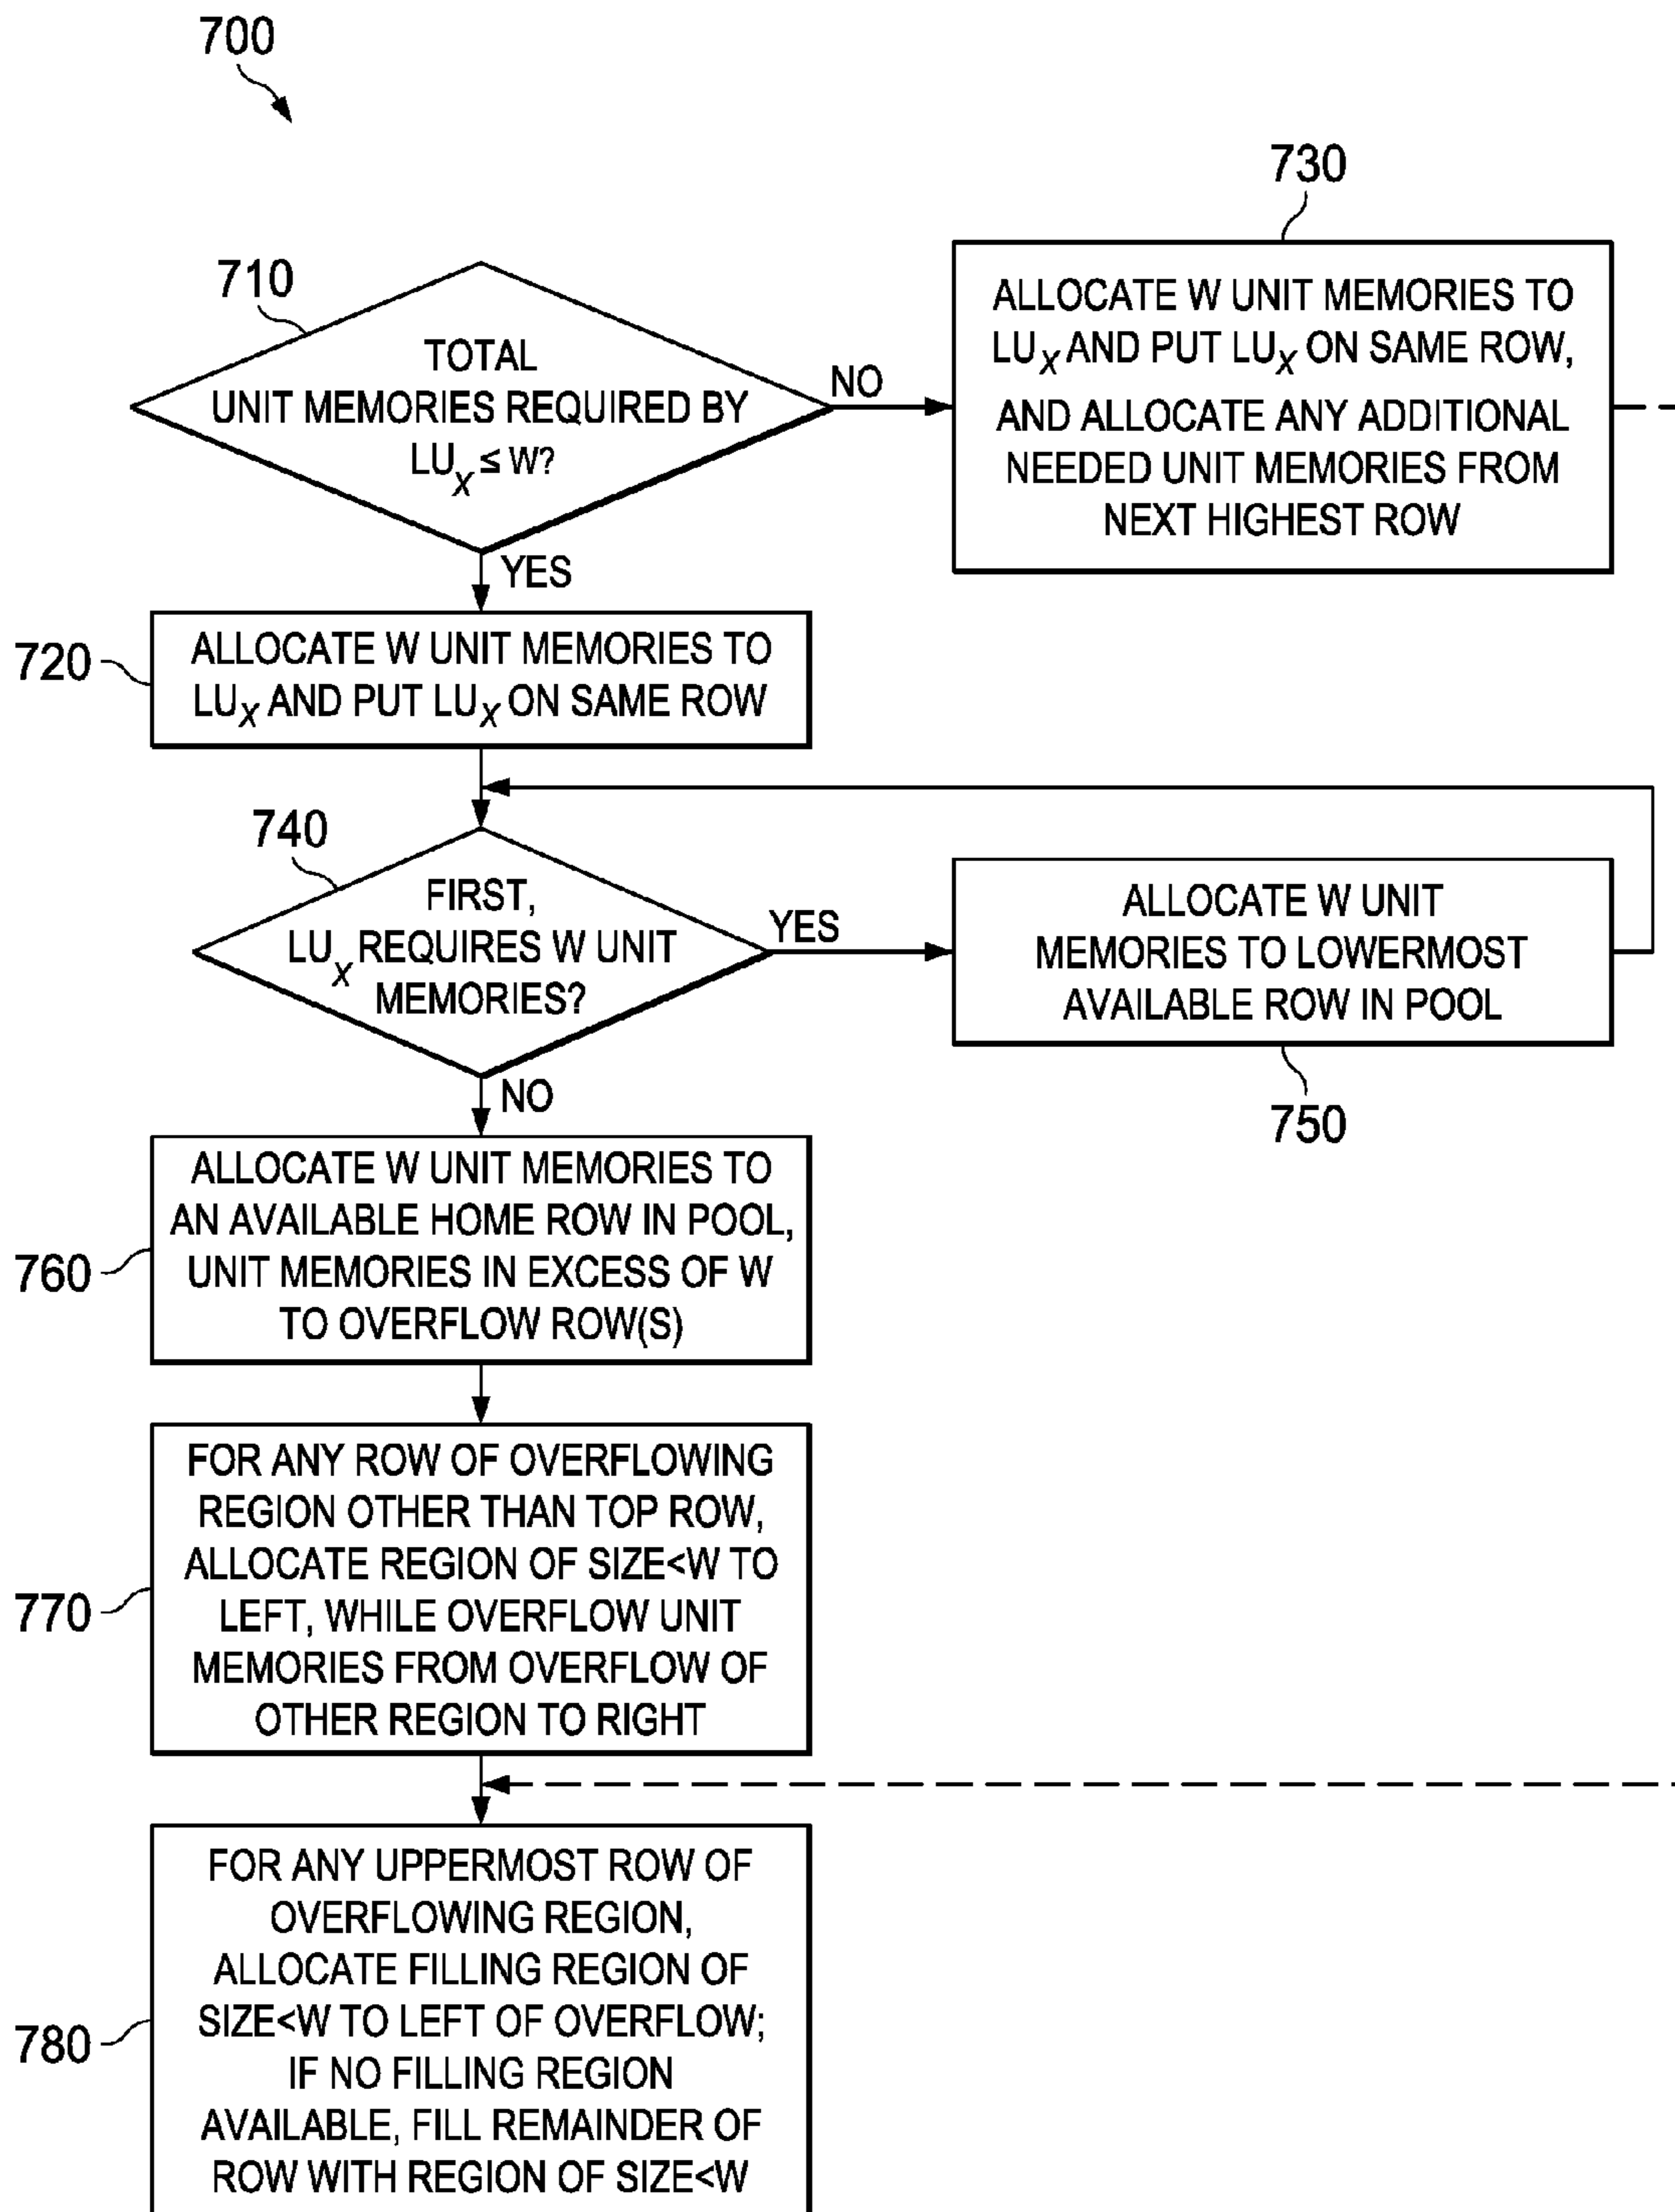 700
730
710
TOTAL
UNIT MEMORIES REQUIRED BY
LUX ≤ W?
NO
ALLOCATE W UNIT MEMORIES TO
LUX AND PUT LUX ON SAME ROW,
AND ALLOCATE ANY ADDITIONAL
NEEDED UNIT MEMORIES FROM
NEXT HIGHEST ROW
YES
720
ALLOCATE W UNIT MEMORIES TO
LUX AND PUT LUX ON SAME ROW
740
FIRST,
LUX REQUIRES W UNIT
MEMORIES?
YES
ALLOCATE W UNIT
MEMORIES TO LOWERMOST
AVAILABLE ROW IN POOL
750
NO
760
ALLOCATE W UNIT MEMORIES TO
AN AVAILABLE HOME ROW IN POOL,
UNIT MEMORIES IN EXCESS OF W
TO OVERFLOW ROW(S)
770
FOR ANY ROW OF OVERFLOWING
REGION OTHER THAN TOP ROW,
ALLOCATE REGION OF SIZE<W TO
LEFT, WHILE OVERFLOW UNIT
MEMORIES FROM OVERFLOW OF
OTHER REGION TO RIGHT
780
FOR ANY UPPERMOST ROW OF
OVERFLOWING REGION,
ALLOCATE FILLING REGION OF
SIZE<W TO LEFT OF OVERFLOW;
IF NO FILLING REGION
AVAILABLE, FILL REMAINDER OF
ROW WITH REGION OF SIZE<W